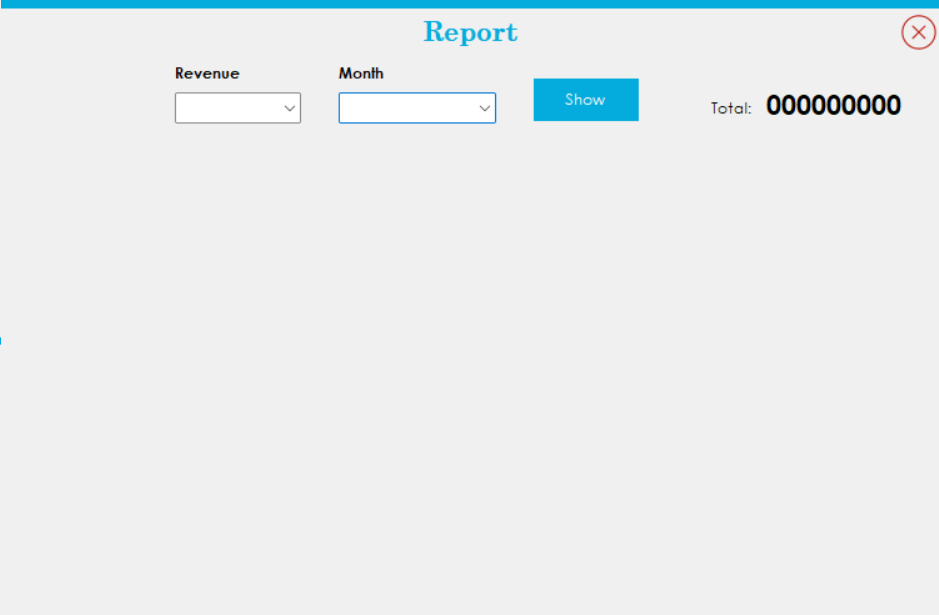 Report
Revenue
Month
Show
Total: 000000000